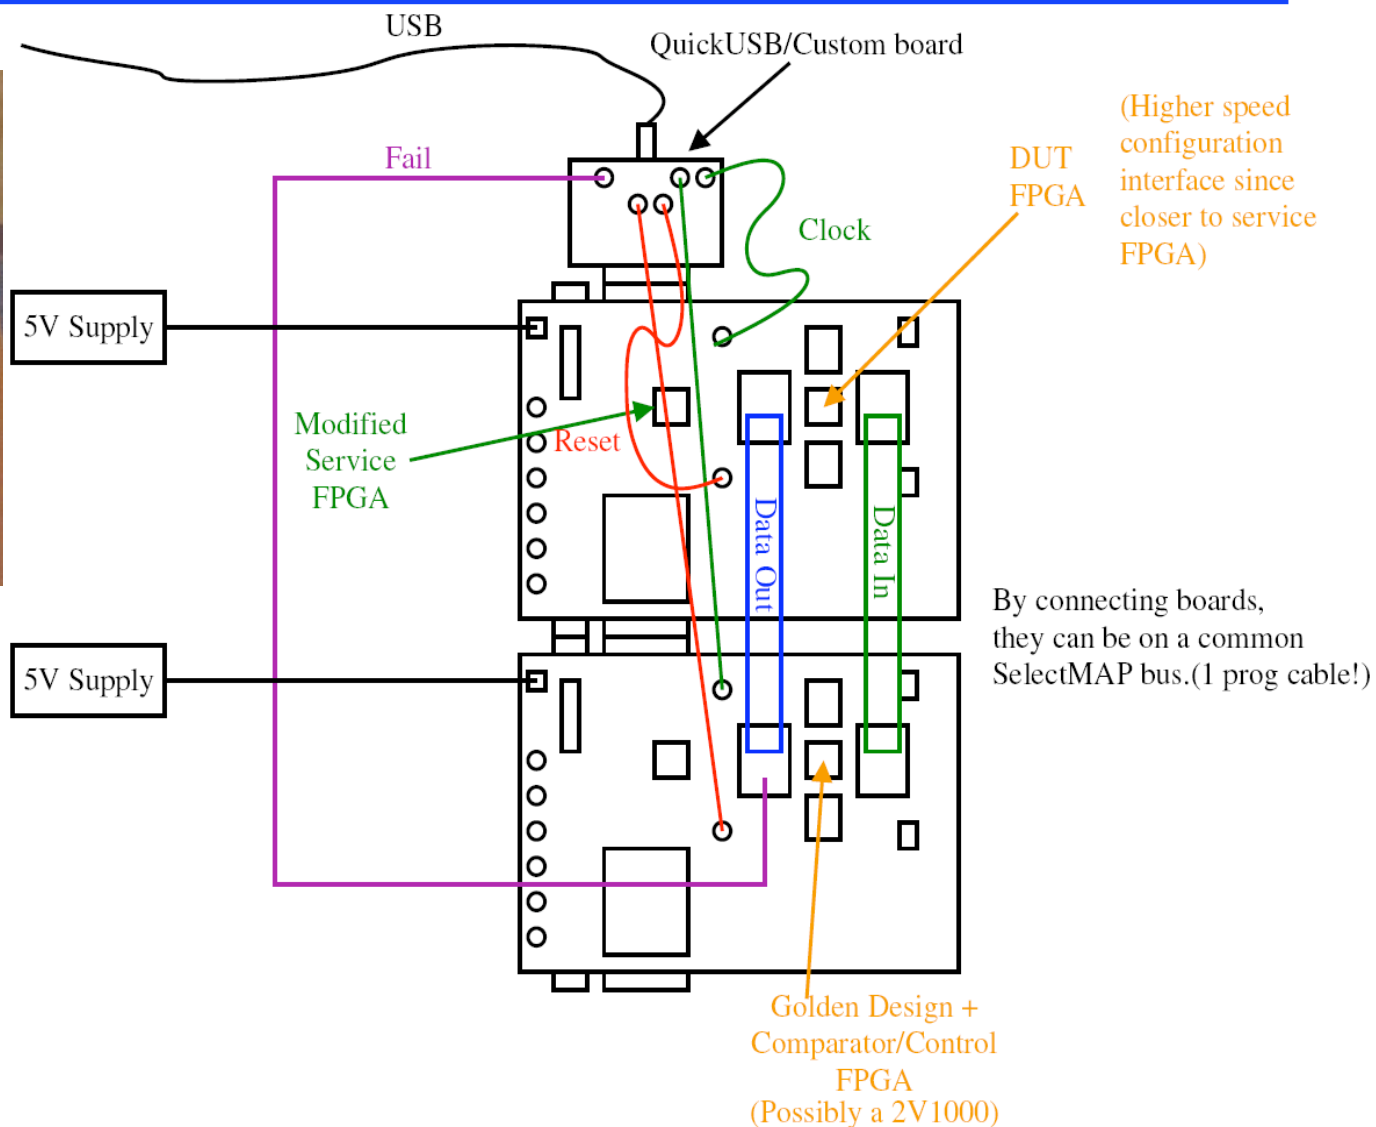 USB
QuickUSB/Custom board
(Higher speed
configuration
interface since
closer to service
FPGA)
DUT
FPGA
Fail
Clock
5V Supply
Modified
Service
FPGA
Reset
Data Out
Data In
By connecting boards,
they can be on a common
SelectMAP bus.(1 prog cable!)
5V Supply
Golden Design +
Comparator/Control
FPGA
(Possibly a 2V1000)